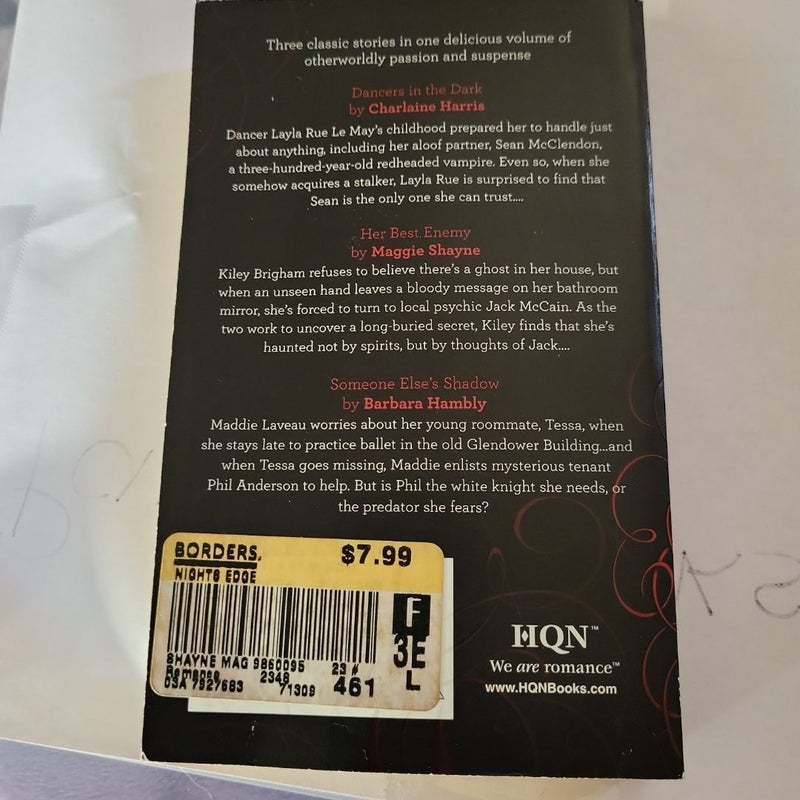 Three classic stories in one delicious volume of
otherworldly passion and suspense
Dancers in the Dark
by Charlaine Harris
Dancer Layla Rue Le May's childhood prepared her to handle just
about anything, including her aloof partner, Sean McClendon,
a three-hundred-year-old redheaded vampire. Even so, when she
somehow acquires a stalker, Layla Rue is surprised to find that
Sean is the only one she can trust....
Her Best Enemy
by Maggie Shayne
Kiley Brigham refuses to believe there's a ghost in her house, but
when an unseen hand leaves a bloody message on her bathroom
mirror, she's forced to turn to local psychic Jack McCain. As the
two work to uncover a long-buried secret, Kiley finds that she's
haunted not by spirits, but by thoughts of Jack....
Someone Else's Shadow
by Barbara Hambly
Maddie Laveau worries about her young roommate, Tessa, when
she stays late to practice ballet in the old Glendower Building...and
when Tessa goes missing, Maddie enlists mysterious tenant
Phil Anderson to help. But is Phil the white knight she needs, or
the predator she fears?
BORDERS. $7.99
NIGHTS EDGE
F
3E
L
SHAYNE MAG 9860095 23 #
Romance 2348 461
USA 7927683 71309
HQN™
We are romance™
www.HQNBooks.com